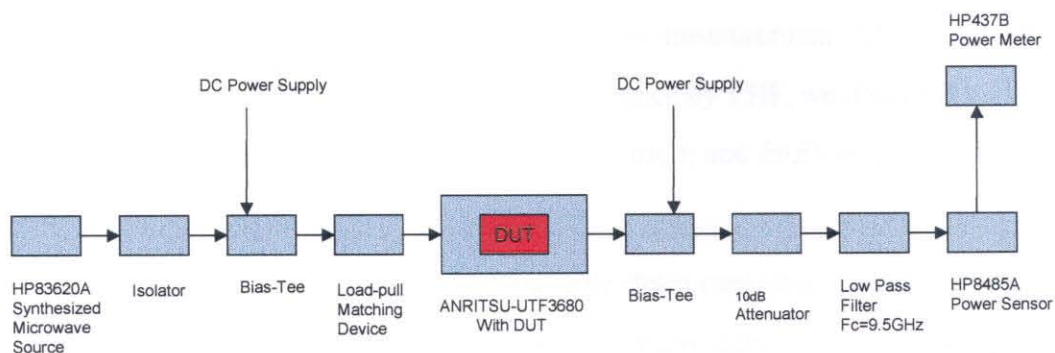 HP437B
Power Meter
DC Power Supply
DC Power Supply
DUT
HP83620A
Synthesized
Microwave
Source
Isolator
Bias-Tee
Load-pull
Matching
Device
ANRITSU-UTF3680
With DUT
Bias-Tee
10dB
Attenuator
Low Pass
Filter
Fc=9.5GHz
HP8485A
Power Sensor